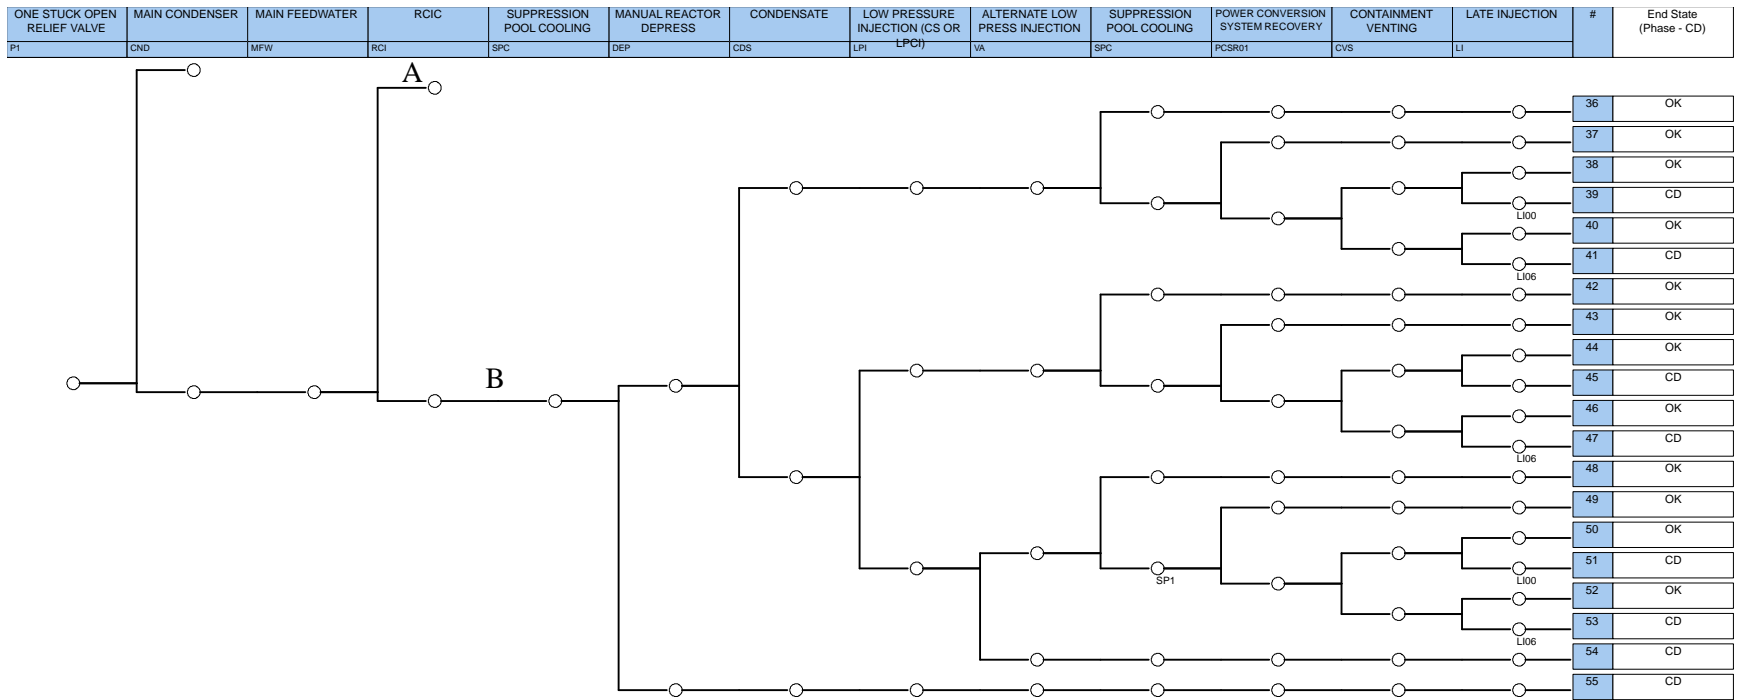 ONE STUCK OPEN RELIEF VALVE
P1
MAIN CONDENSER
CND
MAIN FEEDWATER
MFW
RCIC
RCI
SUPPRESSION
POOL COOLING
SPC
MANUAL REACTOR
DEPRESS
DEP
CONDENSATE
CDS
LOW PRESSURE
INJECTION (CS OR
LPCI)
LPI
ALTERNATE LOW
PRESS INJECTION
VA
SUPPRESSION
POOL COOLING
SPC
POWER CONVERSION
SYSTEM RECOVERY
PCSR01
CONTAINMENT
VENTING
CVS
LATE INJECTION
LI
#
End State
(Phase - CD)
A
B
36 OK
37 OK
38 OK
39 CD
LI00
40 OK
41 CD
LI06
42 OK
43 OK
44 OK
45 CD
46 OK
47 CD
LI06
48 OK
49 OK
50 OK
51 CD
SP1
LI00
52 OK
53 CD
LI06
54 CD
55 CD